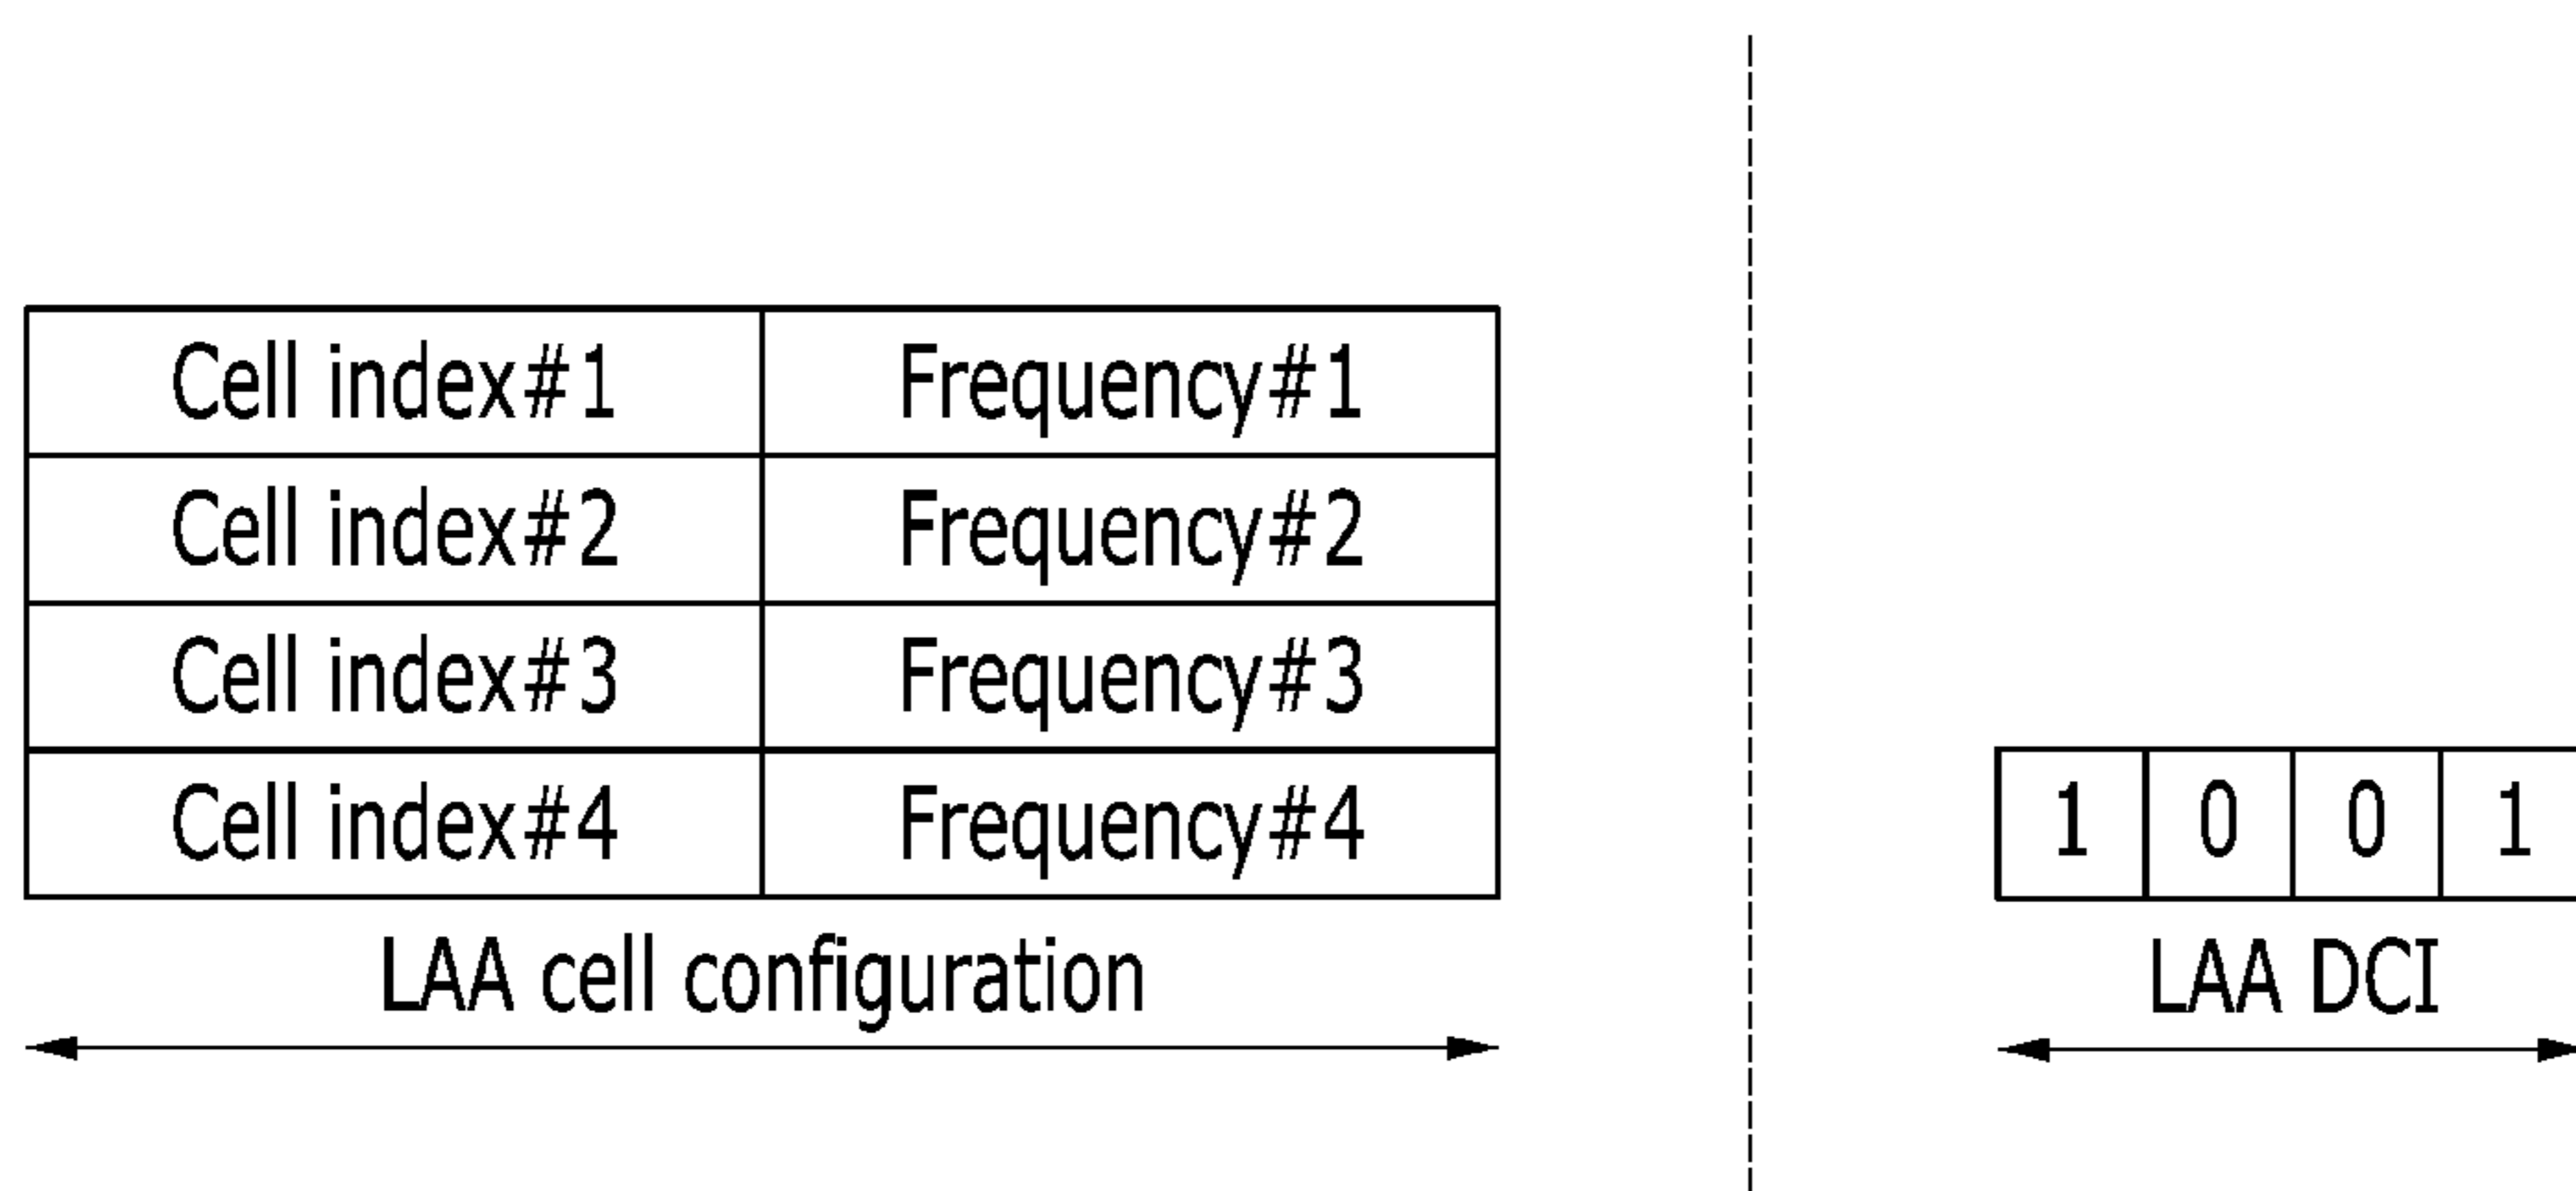 Cell index#1 Frequency#1
Cell index#2 Frequency#2
Cell index#3 Frequency#3
Cell index#4 Frequency#4
LAA cell configuration
1 0 0 1
LAA DCI